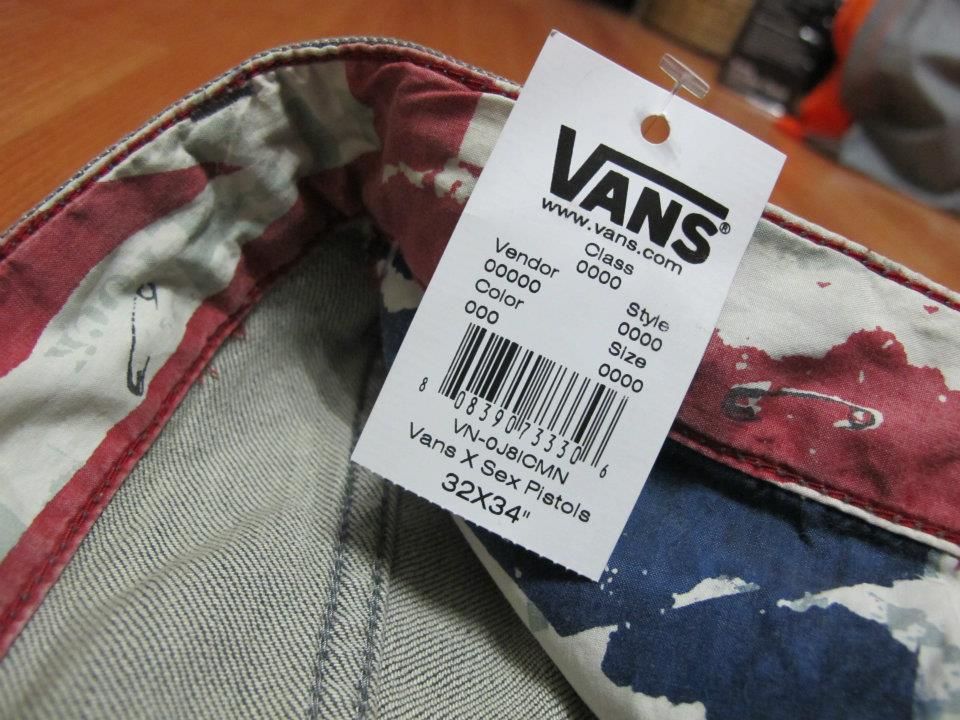 VANS®
www.vans.com
Class
0000
Vendor
00000
Color
000
Style
0000
Size
0000
8 08390 73330 6
VN-0J8ICMN
Vans X Sex Pistols
32X34"